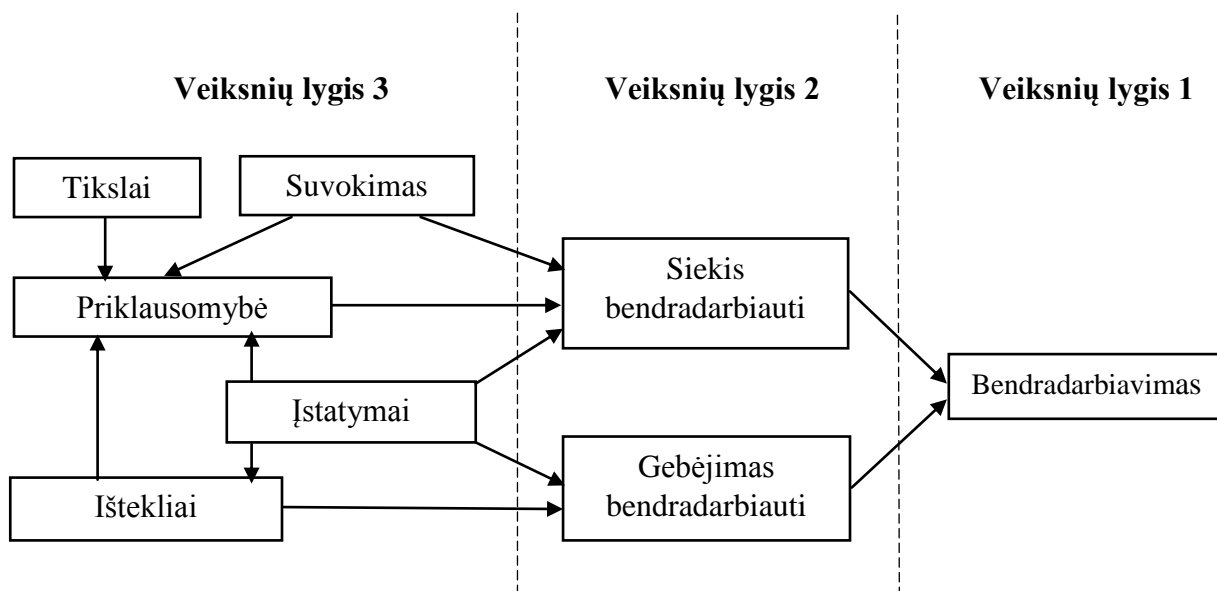 Veiksnių lygis 3
Veiksnių lygis 2
Veiksnių lygis 1
Tikslai
Suvokimas
Priklausomybė
Įstatymai
Ištekliai
Siekis
bendradarbiauti
Gebėjimas
bendradarbiauti
Bendradarbiavimas